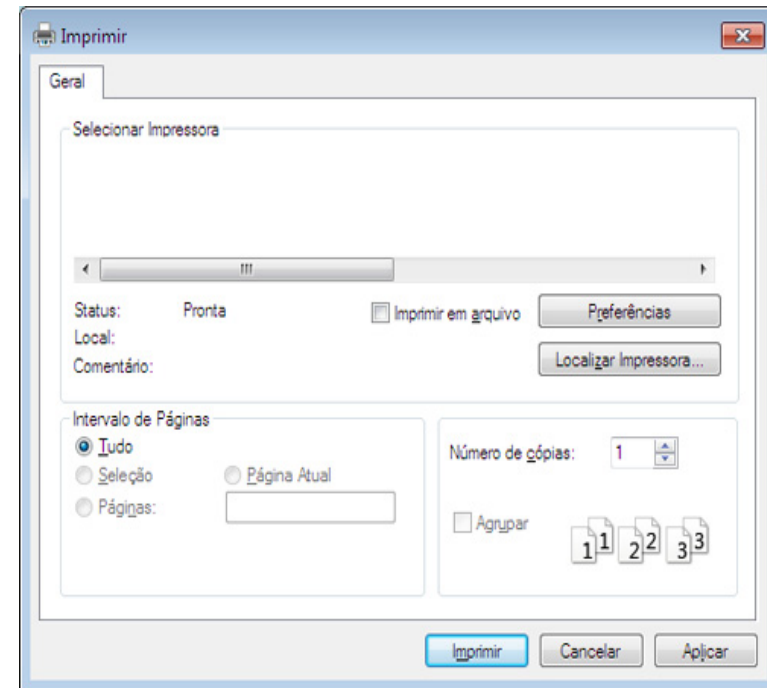 Imprimir
Geral
Selecionar Impressora
Status: Pronta
Imprimir em arquivo
Preferências
Local:
Comentário:
Localizar Impressora...
Intervalo de Páginas
Tudo
Seleção
Página Atual
Páginas:
Número de cópias: 1
Agrupar
1 1 2 2 3 3
Imprimir Cancelar Aplicar